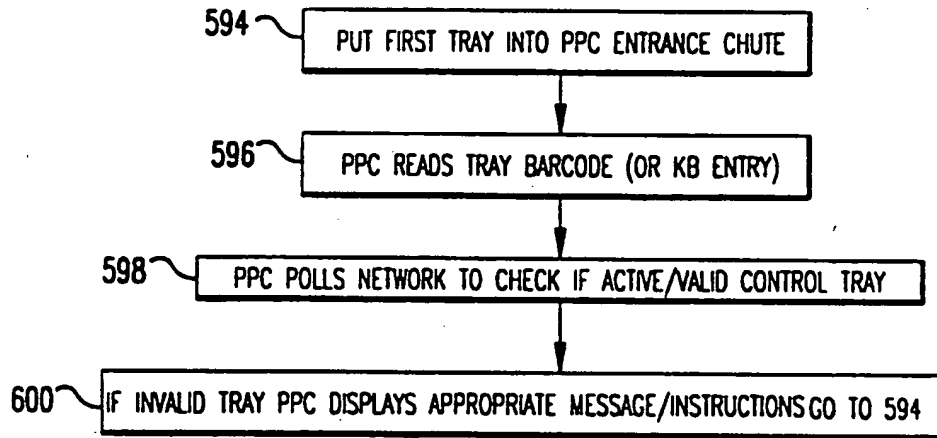 594
PUT FIRST TRAY INTO PPC ENTRANCE CHUTE
596
PPC READS TRAY BARCODE (OR KB ENTRY)
598
PPC POLLS NETWORK TO CHECK IF ACTIVE/VALID CONTROL TRAY
600
IF INVALID TRAY PPC DISPLAYS APPROPRIATE MESSAGE/INSTRUCTIONS GO TO 594